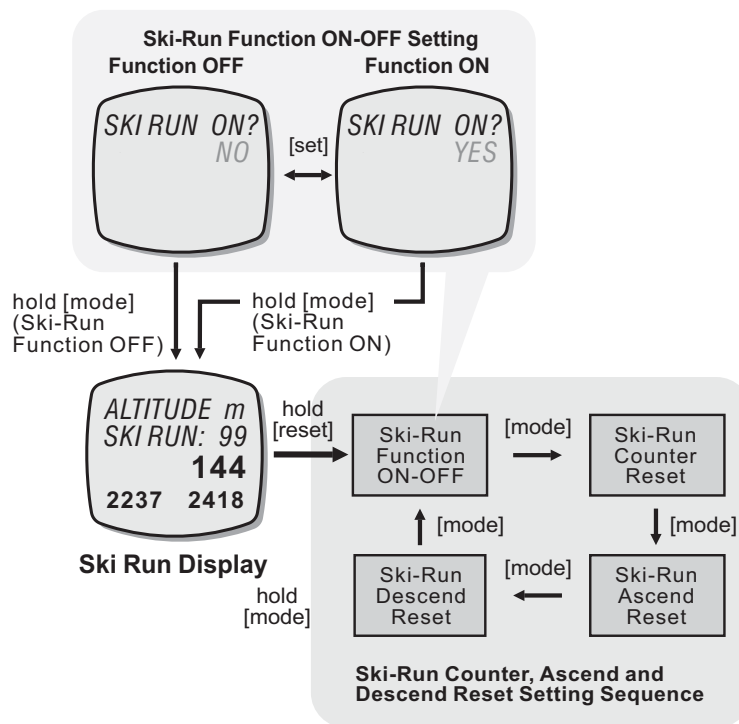 Ski-Run Function ON-OFF Setting
Function OFF
Function ON
SKI RUN ON?
NO
[set]
SKI RUN ON?
YES
hold [mode]
(Ski-Run
Function OFF)
hold [mode]
(Ski-Run
Function ON)
ALTITUDE m
SKI RUN: 99
144
2237 2418
Ski Run Display
hold
[reset]
Ski-Run
Function
ON-OFF
[mode]
Ski-Run
Counter
Reset
[mode]
[mode]
Ski-Run
Descend
Reset
[mode]
Ski-Run
Ascend
Reset
hold
[mode]
Ski-Run Counter, Ascend and
Descend Reset Setting Sequence